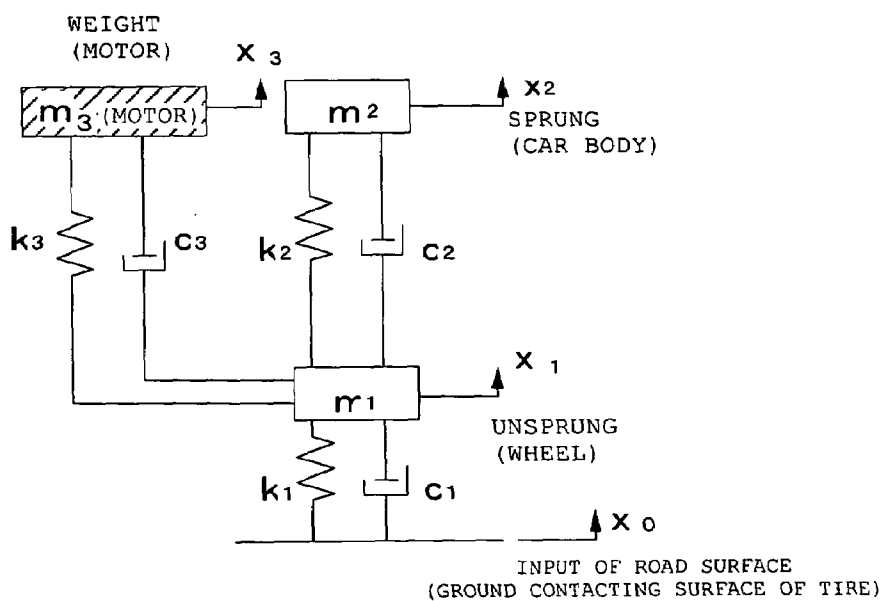 WEIGHT
(MOTOR)
x 3
m3 (MOTOR)
m2
x2
SPRUNG
(CAR BODY)
k3
c3
k2
c2
x 1
m1
UNSPRUNG
(WHEEL)
k1
c1
x0
INPUT OF ROAD SURFACE
(GROUND CONTACTING SURFACE OF TIRE)